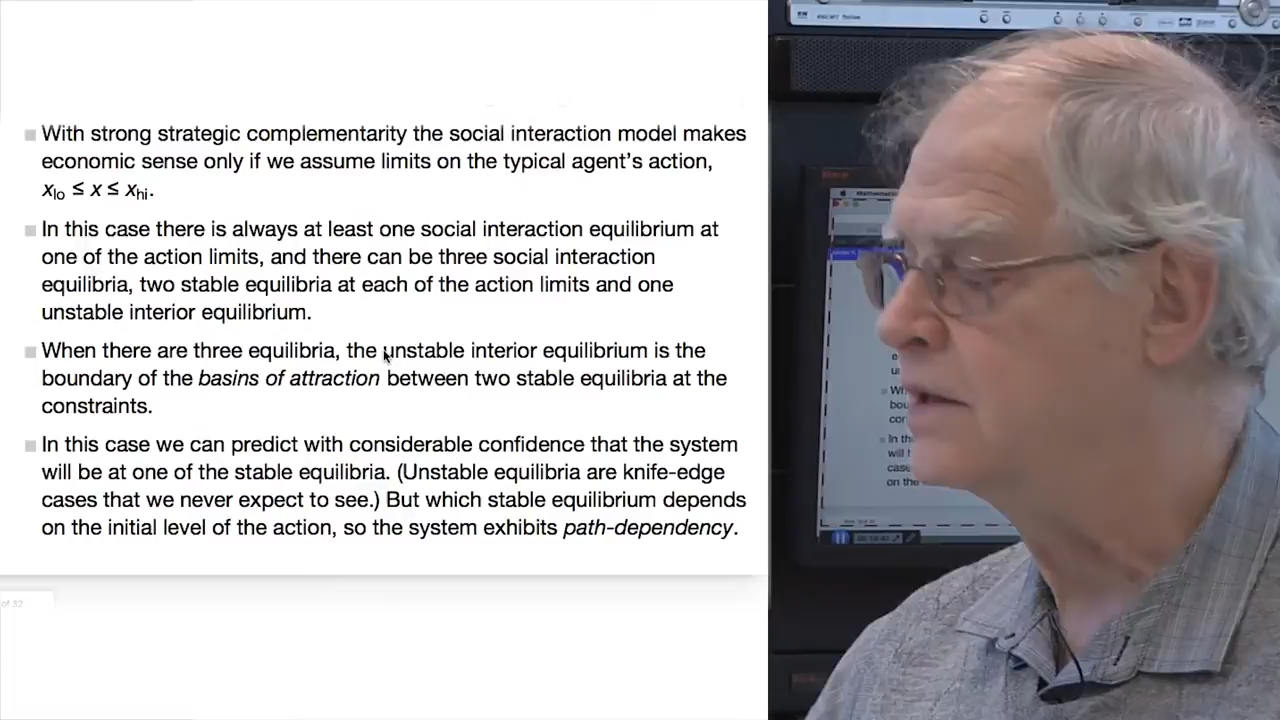 With strong strategic complementarity the social interaction model makes
economic sense only if we assume limits on the typical agent's action,
xlo ≤ x ≤ xhi.
In this case there is always at least one social interaction equilibrium at
one of the action limits, and there can be three social interaction
equilibria, two stable equilibria at each of the action limits and one
unstable interior equilibrium.
When there are three equilibria, the unstable interior equilibrium is the
boundary of the basins of attraction between two stable equilibria at the
constraints.
In this case we can predict with considerable confidence that the system
will be at one of the stable equilibria. (Unstable equilibria are knife-edge
cases that we never expect to see.) But which stable equilibrium depends
on the initial level of the action, so the system exhibits path-dependency.
of 32